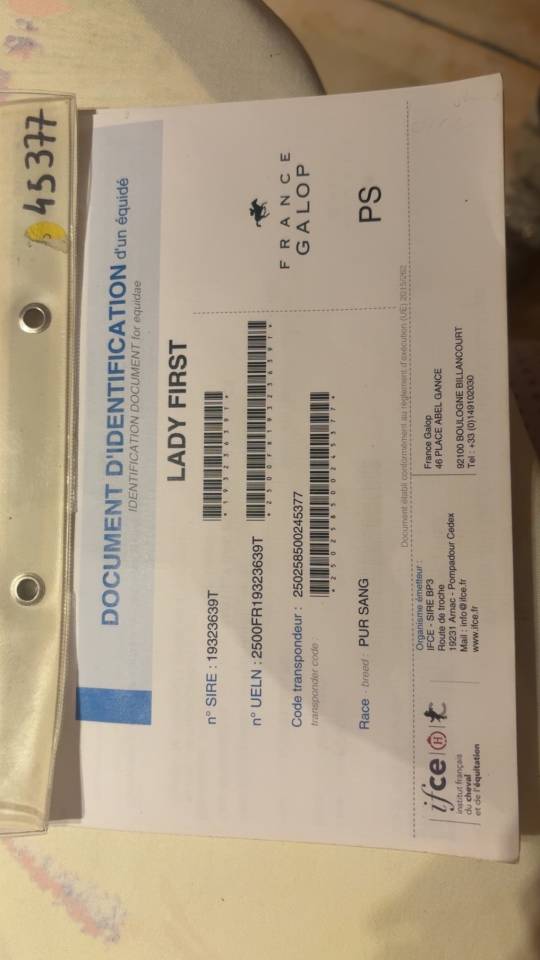 45377
DOCUMENT D'IDENTIFICATION d'un équidé
IDENTIFICATION DOCUMENT for equidae
LADY FIRST
n° SIRE : 19323639T
*19323639T*
n° UELN : 2500FR19323639T
*2500FR19323639T*
FRANCE
GALOP
Code transpondeur : 250258500245377
transponder code :
*250258500245377*
Race - breed : PUR SANG
PS
Document établi conformément au règlement d'exécution (UE) 2015/262
ifce
institut français
du cheval
et de l'équitation
Organisme émetteur :
IFCE - SIRE BP3
Route de troche
19231 Arnac - Pompadour Cedex
Mail : info@ifce.fr
www.ifce.fr
France Galop
46 PLACE ABEL GANCE
92100 BOULOGNE BILLANCOURT
Tel : +33 (0)149102030